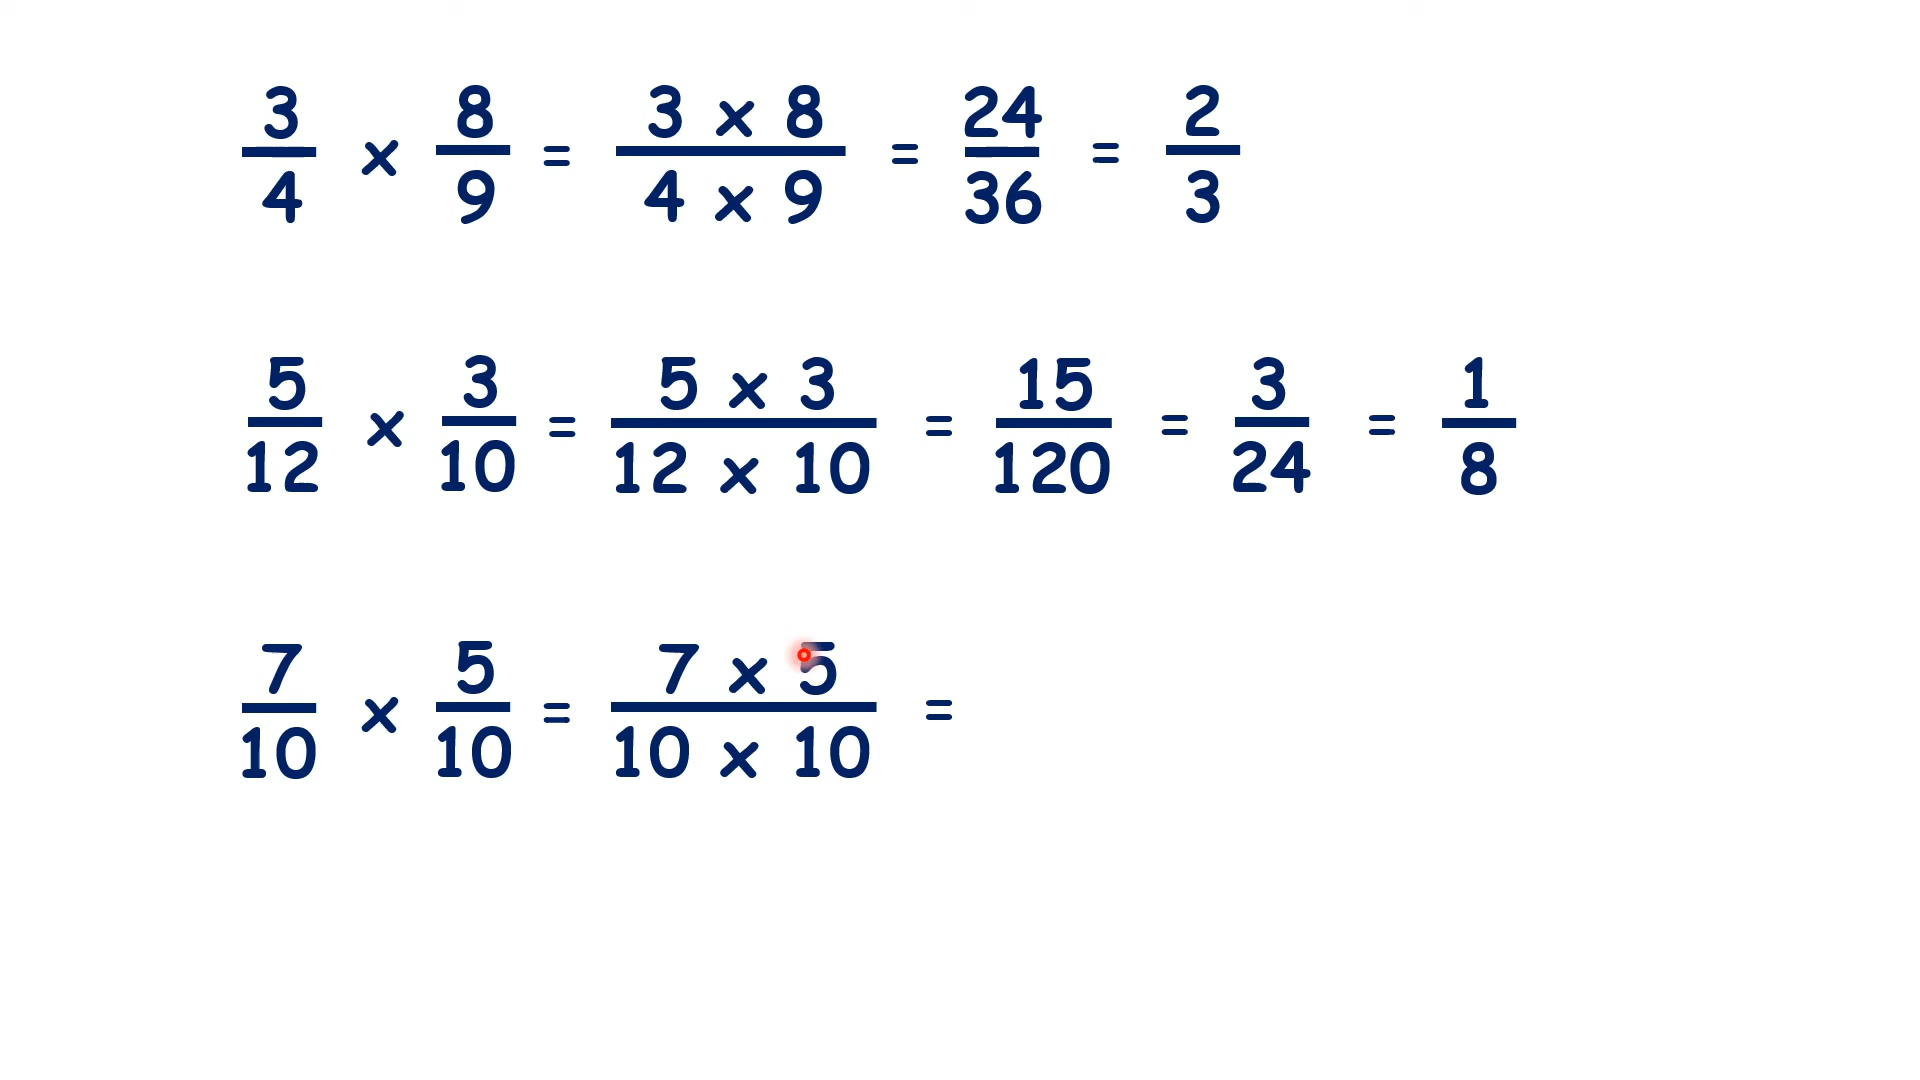 3/4 x 8/9 = 3 x 8/4 x 9 = 24/36 = 2/3
5/12 x 3/10 = 5 x 3/12 x 10 = 15/120 = 3/24 = 1/8
7/10 x 5/10 = 7 x 5/10 x 10 =